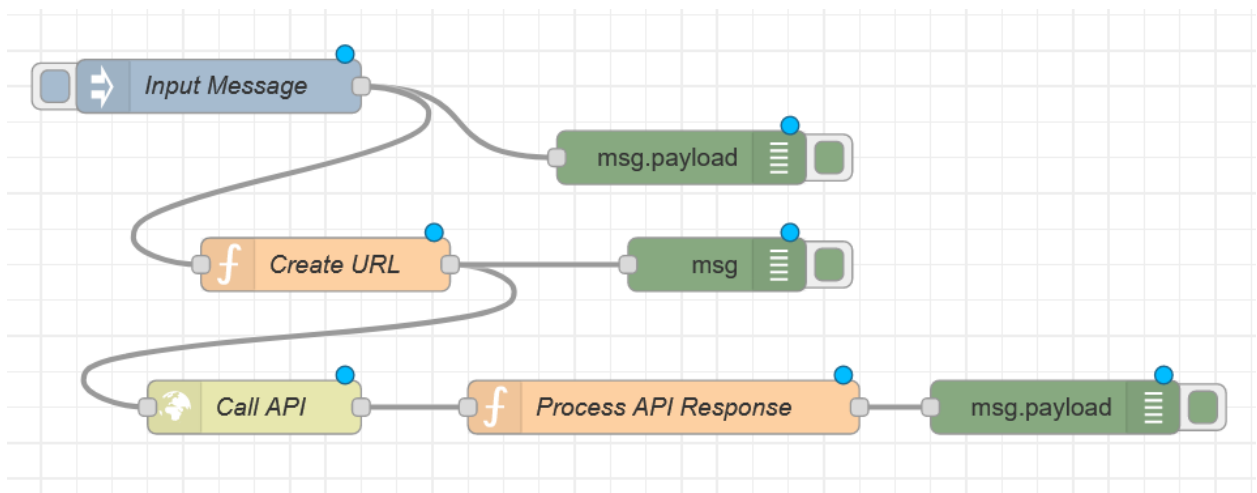 Input Message
msg.payload
Create URL
msg
Call API
Process API Response
msg.payload